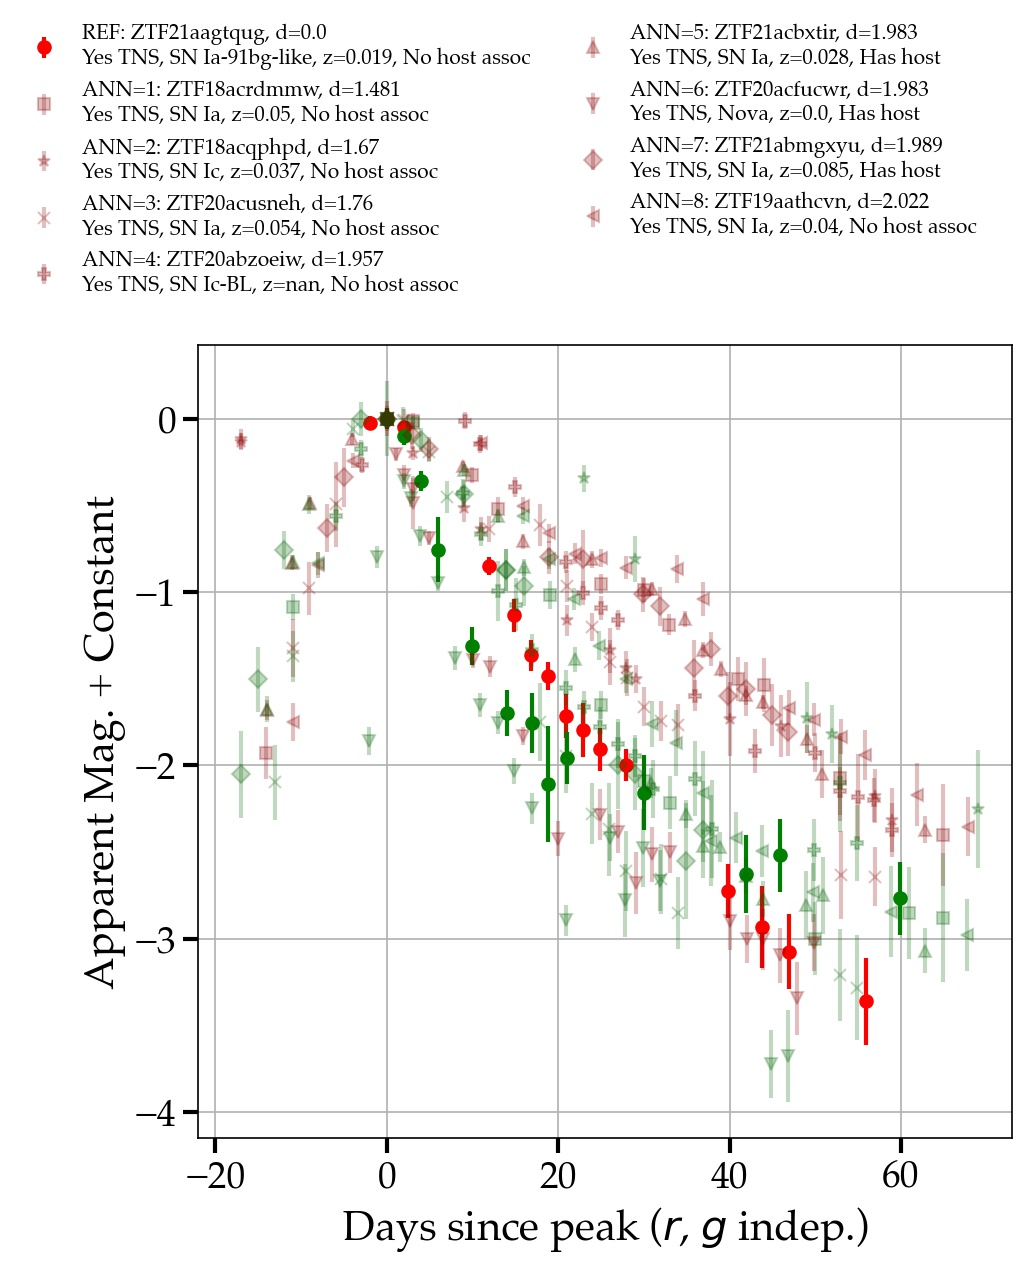 REF: ZTF21aagtqug, d=0.0
Yes TNS, SN Ia-91bg-like, z=0.019, No host assoc
ANN=1: ZTF18acrdmmw, d=1.481
Yes TNS, SN Ia, z=0.05, No host assoc
ANN=2: ZTF18acqphpd, d=1.67
Yes TNS, SN Ic, z=0.037, No host assoc
ANN=3: ZTF20acusneh, d=1.76
Yes TNS, SN Ia, z=0.054, No host assoc
ANN=4: ZTF20abzoeiw, d=1.957
Yes TNS, SN Ic-BL, z=nan, No host assoc
ANN=5: ZTF21acbxtir, d=1.983
Yes TNS, SN Ia, z=0.028, Has host
ANN=6: ZTF20acfucwr, d=1.983
Yes TNS, Nova, z=0.0, Has host
ANN=7: ZTF21abmgxyu, d=1.989
Yes TNS, SN Ia, z=0.085, Has host
ANN=8: ZTF19aathcvn, d=2.022
Yes TNS, SN Ia, z=0.04, No host assoc
Apparent Mag. + Constant
0
−1
−2
−3
−4
−20
0
20
40
60
Days since peak (r, g indep.)